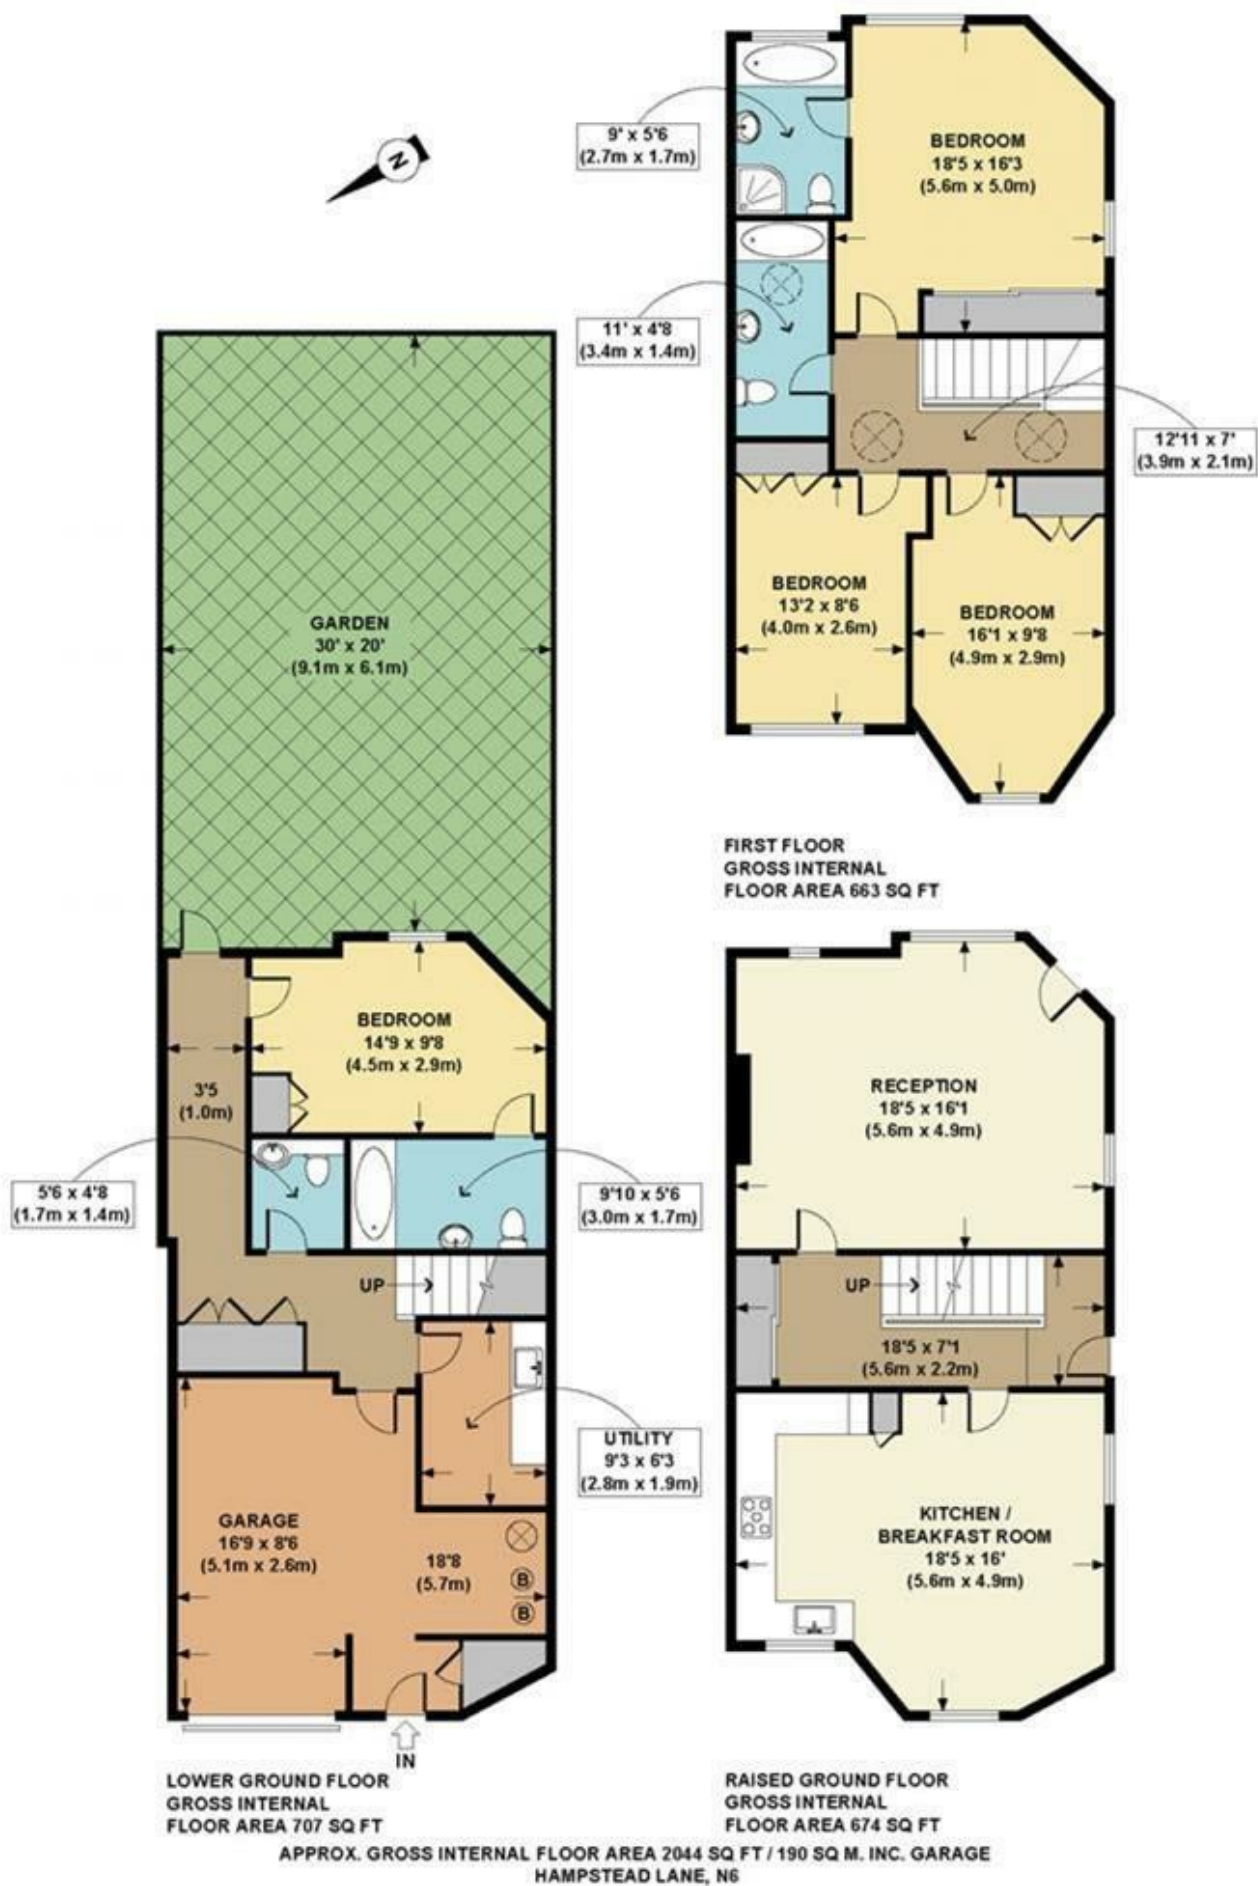 9' x 5'6
(2.7m x 1.7m)
BEDROOM
18'5 x 16'3
(5.6m x 5.0m)
N
11' x 4'8
(3.4m x 1.4m)
12'11 x 7'
(3.9m x 2.1m)
BEDROOM
13'2 x 8'6
(4.0m x 2.6m)
BEDROOM
16'1 x 9'8
(4.9m x 2.9m)
GARDEN
30' x 20'
(9.1m x 6.1m)
FIRST FLOOR
GROSS INTERNAL
FLOOR AREA 663 SQ FT
BEDROOM
14'9 x 9'8
(4.5m x 2.9m)
3'5
(1.0m)
5'6 x 4'8
(1.7m x 1.4m)
9'10 x 5'6
(3.0m x 1.7m)
UP
UTILITY
9'3 x 6'3
(2.8m x 1.9m)
GARAGE
16'9 x 8'6
(5.1m x 2.6m)
18'8
(5.7m)
B
B
IN
LOWER GROUND FLOOR
GROSS INTERNAL
FLOOR AREA 707 SQ FT
RECEPTION
18'5 x 16'1
(5.6m x 4.9m)
UP
18'5 x 7'1
(5.6m x 2.2m)
KITCHEN /
BREAKFAST ROOM
18'5 x 16'
(5.6m x 4.9m)
RAISED GROUND FLOOR
GROSS INTERNAL
FLOOR AREA 674 SQ FT
APPROX. GROSS INTERNAL FLOOR AREA 2044 SQ FT / 190 SQ M. INC. GARAGE
HAMPSTEAD LANE, N6